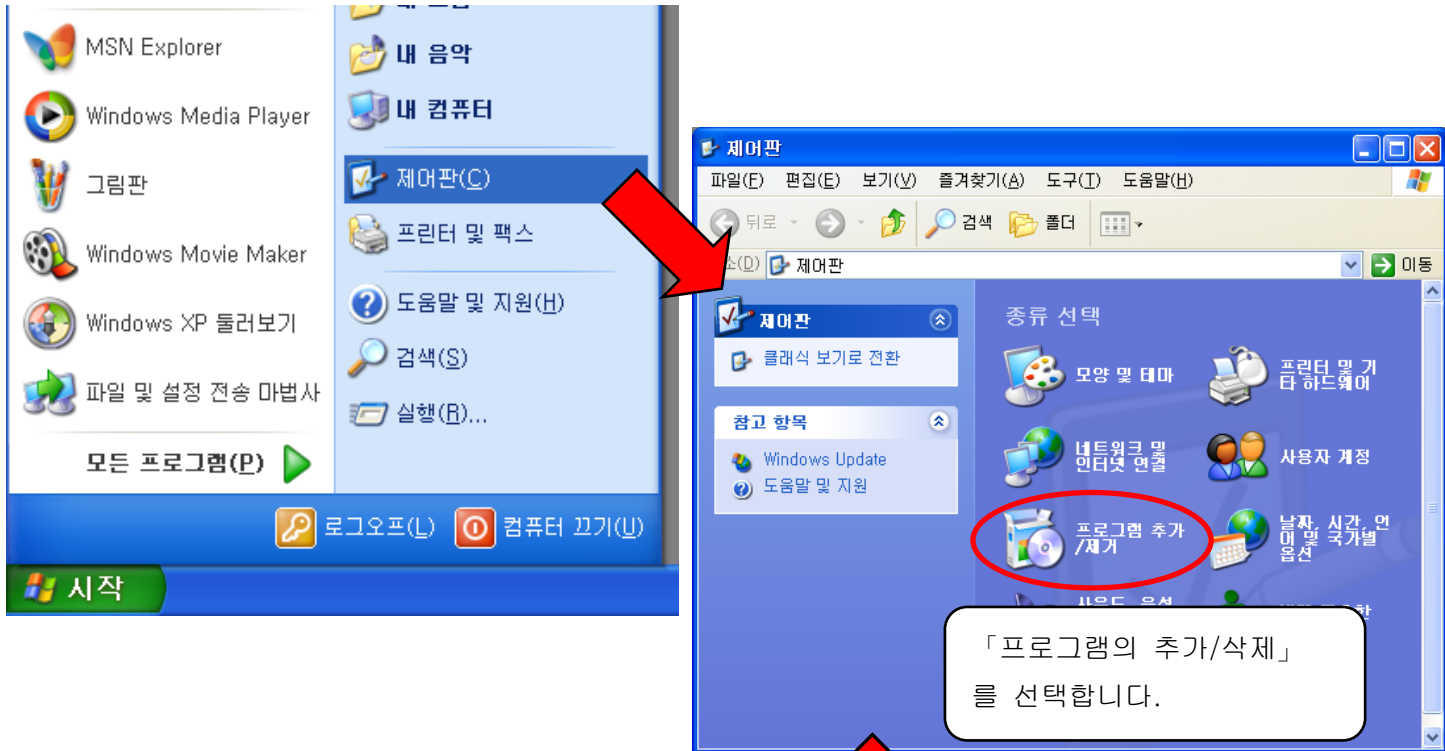 MSN Explorer
Windows Media Player
그림판
Windows Movie Maker
Windows XP 둘러보기
파일 및 설정 전송 마법사
모든 프로그램(P)
내 음악
내 컴퓨터
제어판(C)
프린터 및 팩스
도움말 및 지원(H)
검색(S)
실행(R)...
로그오프(L) 컴퓨터 끄기(U)
시작
제어판
파일(F) 편집(E) 보기(V) 즐겨찾기(A) 도구(T) 도움말(H)
뒤로 검색 폴더
(D) 제어판 이동
제어판
클래식 보기로 전환
참고 항목
Windows Update
도움말 및 지원
종류 선택
모양 및 테마
프린터 및 기
타 하드웨어
네트워크 및
인터넷 연결
사용자 계정
프로그램 추가
/제거
날짜, 시간, 언
어 및 국가별
옵션
「프로그램의 추가/삭제」
를 선택합니다.